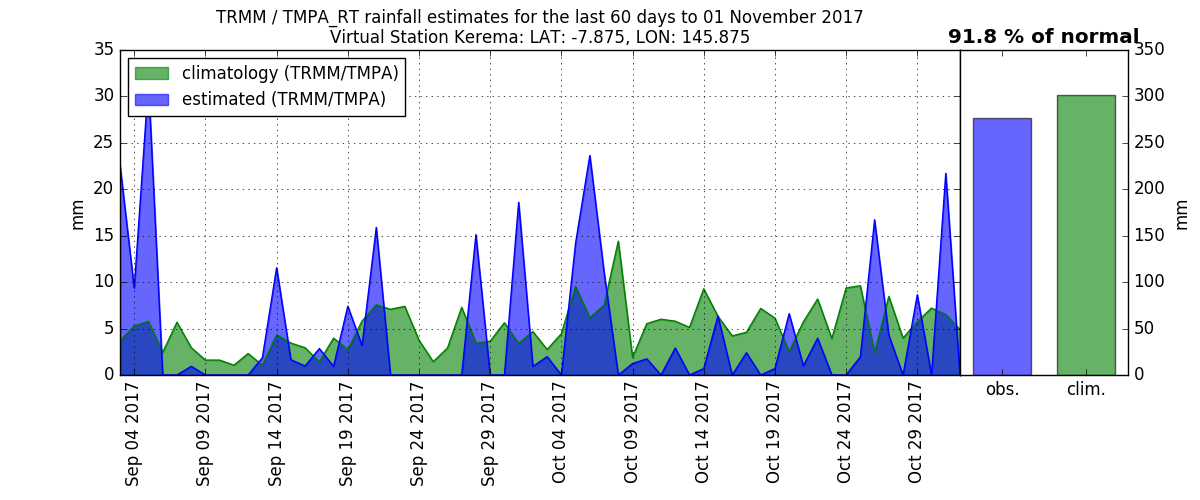 TRMM / TMPA_RT rainfall estimates for the last 60 days to 01 November 2017
Virtual Station Kerema: LAT: -7.875, LON: 145.875
91.8 % of normal
climatology (TRMM/TMPA)
estimated (TRMM/TMPA)
35
30
25
20
15
10
5
0
mm
Sep 04 2017
Sep 09 2017
Sep 14 2017
Sep 19 2017
Sep 24 2017
Sep 29 2017
Oct 04 2017
Oct 09 2017
Oct 14 2017
Oct 19 2017
Oct 24 2017
Oct 29 2017
obs.
clim.
350
300
250
200
150
100
50
0
mm